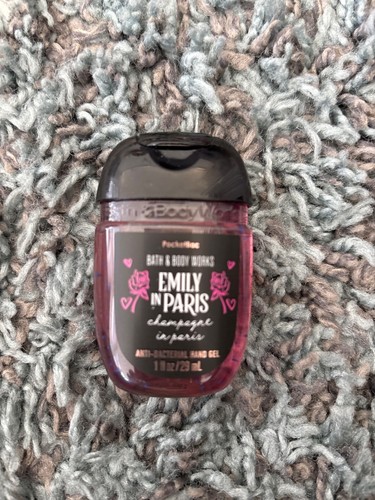 PocketBac
BATH & BODY WORKS
EMILY
IN PARIS
champagne
in paris
ANTI-BACTERIAL HAND GEL
1 fl oz/29 mL